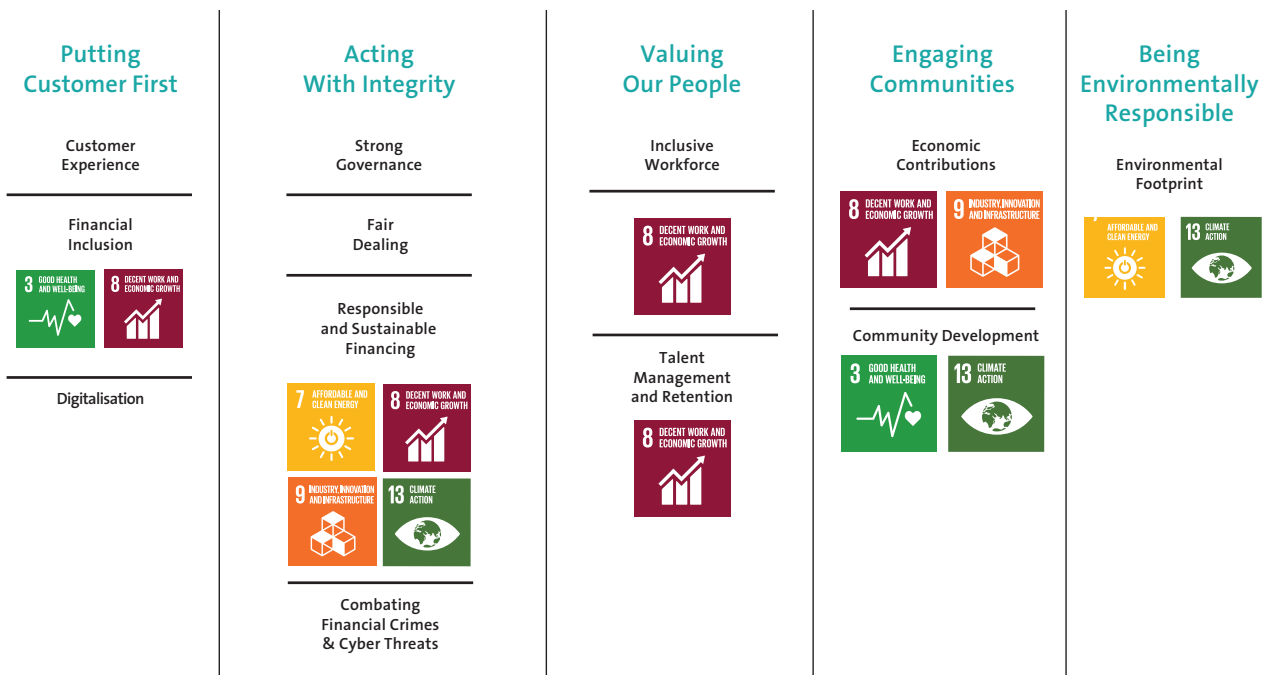 Putting
Customer First
Customer
Experience
Financial
Inclusion
3 GOOD HEALTH
AND WELL-BEING
8 DECENT WORK AND
ECONOMIC GROWTH
Digitalisation
Acting
With Integrity
Strong
Governance
Fair
Dealing
Responsible
and Sustainable
Financing
7 AFFORDABLE AND
CLEAN ENERGY
8 DECENT WORK AND
ECONOMIC GROWTH
9 INDUSTRY, INNOVATION
AND INFRASTRUCTURE
13 CLIMATE
ACTION
Combating
Financial Crimes
& Cyber Threats
Valuing
Our People
Inclusive
Workforce
8 DECENT WORK AND
ECONOMIC GROWTH
Talent
Management
and Retention
8 DECENT WORK AND
ECONOMIC GROWTH
Engaging
Communities
Economic
Contributions
8 DECENT WORK AND
ECONOMIC GROWTH
9 INDUSTRY, INNOVATION
AND INFRASTRUCTURE
Community Development
3 GOOD HEALTH
AND WELL-BEING
13 CLIMATE
ACTION
Being
Environmentally
Responsible
Environmental
Footprint
AFFORDABLE AND
CLEAN ENERGY
13 CLIMATE
ACTION